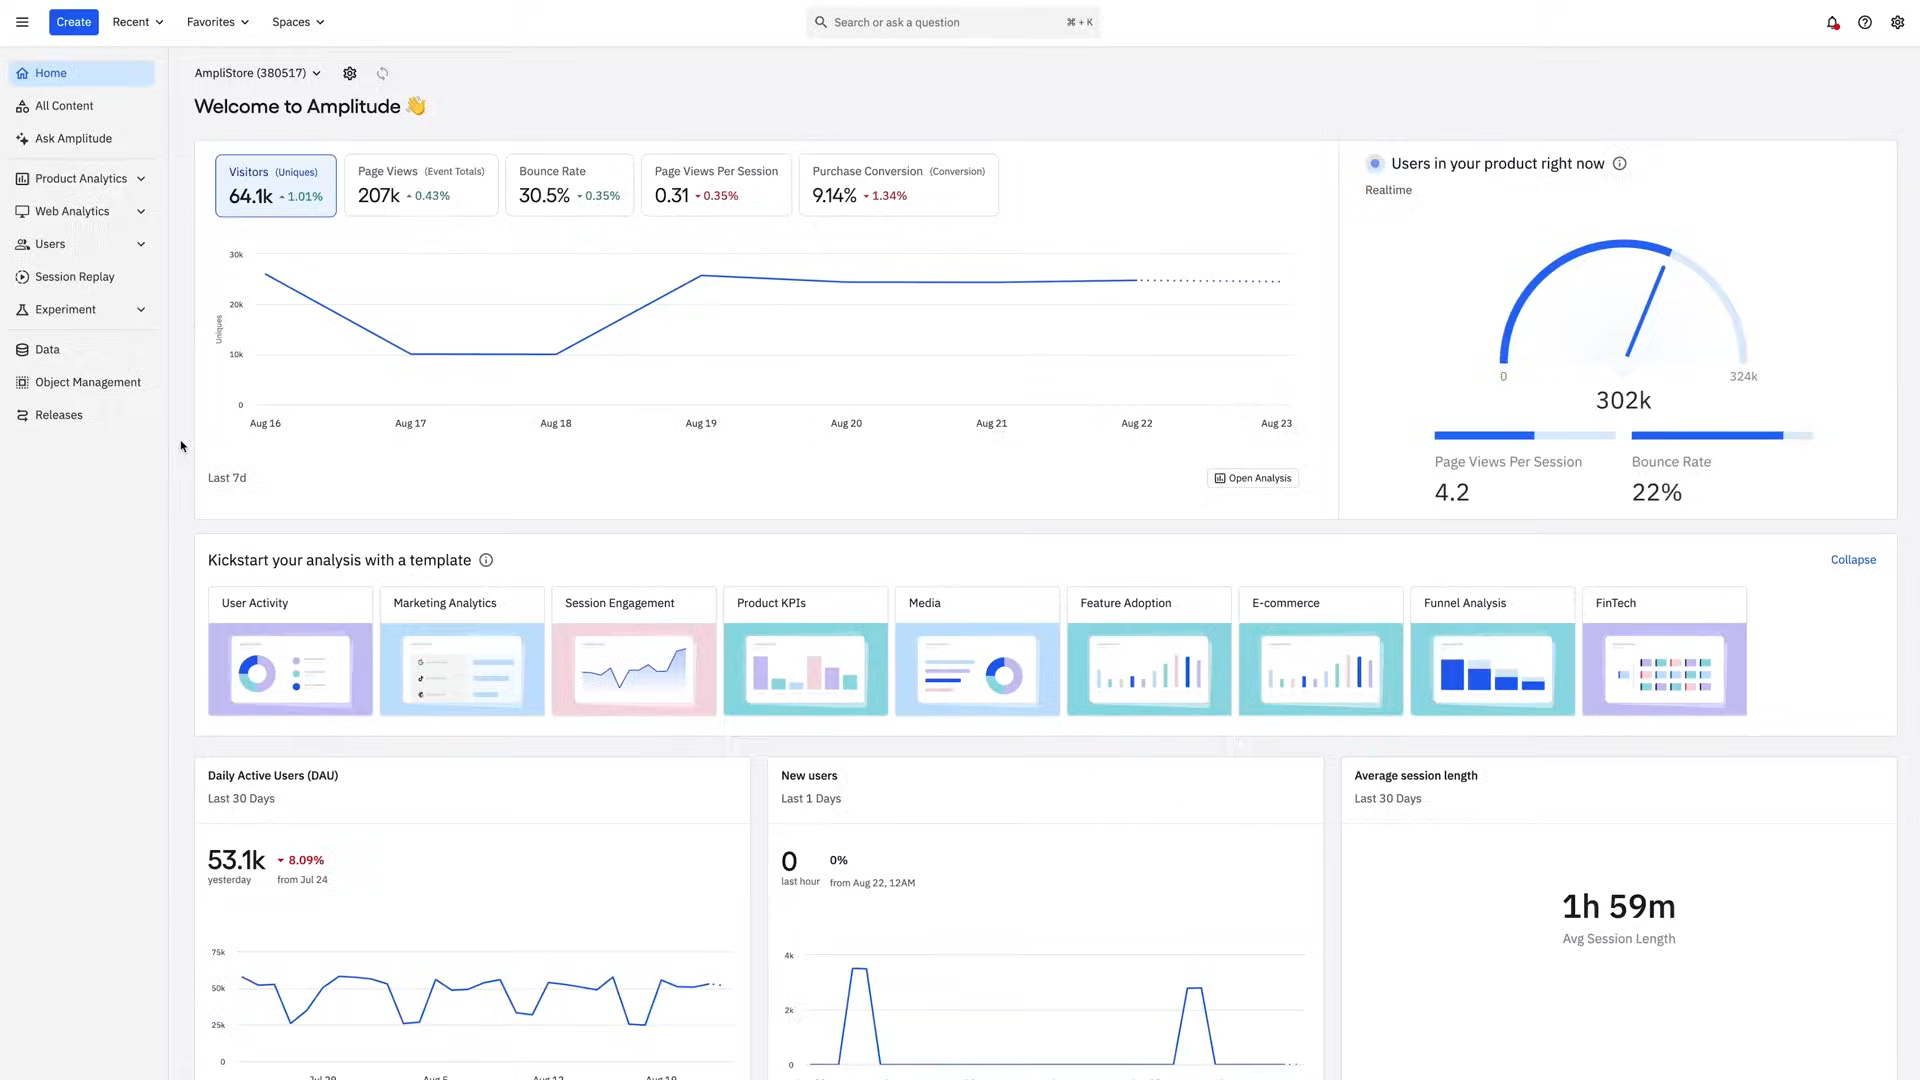 Create Recent Favorites Spaces
Search or ask a question ⌘ + K
Home
All Content
Ask Amplitude
Product Analytics
Web Analytics
Users
Session Replay
Experiment
Data
Object Management
Releases
AmpliStore (380517)
Welcome to Amplitude 👋
Visitors (Uniques)
64.1k 1.01%
Page Views (Event Totals)
207k 0.43%
Bounce Rate
30.5% 0.35%
Page Views Per Session
0.31 0.35%
Purchase Conversion (Conversion)
9.14% 1.34%
Uniques
30k
20k
10k
0
Aug 16 Aug 17 Aug 18 Aug 19 Aug 20 Aug 21 Aug 22 Aug 23
Last 7d
Open Analysis
Users in your product right now
Realtime
0 324k
302k
Page Views Per Session
4.2
Bounce Rate
22%
Kickstart your analysis with a template
Collapse
User Activity
Marketing Analytics
Session Engagement
Product KPIs
Media
Feature Adoption
E-commerce
Funnel Analysis
FinTech
Daily Active Users (DAU)
Last 30 Days
53.1k 8.09%
yesterday from Jul 24
75k
50k
25k
0
Jul 29 Aug 5 Aug 12 Aug 19
New users
Last 1 Days
0 0%
last hour from Aug 22, 12AM
4k
2k
0
Average session length
Last 30 Days
1h 59m
Avg Session Length